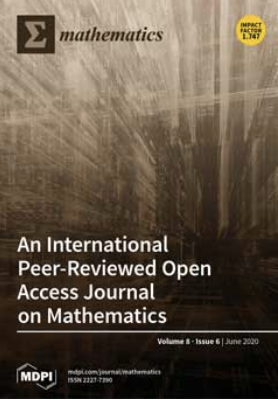 Σ mathematics
IMPACT
FACTOR
1.747
An International
Peer-Reviewed Open
Access Journal
on Mathematics
Volume 8 · Issue 6 | June 2020
MDPI
mdpi.com/journal/mathematics
ISSN 2227-7390